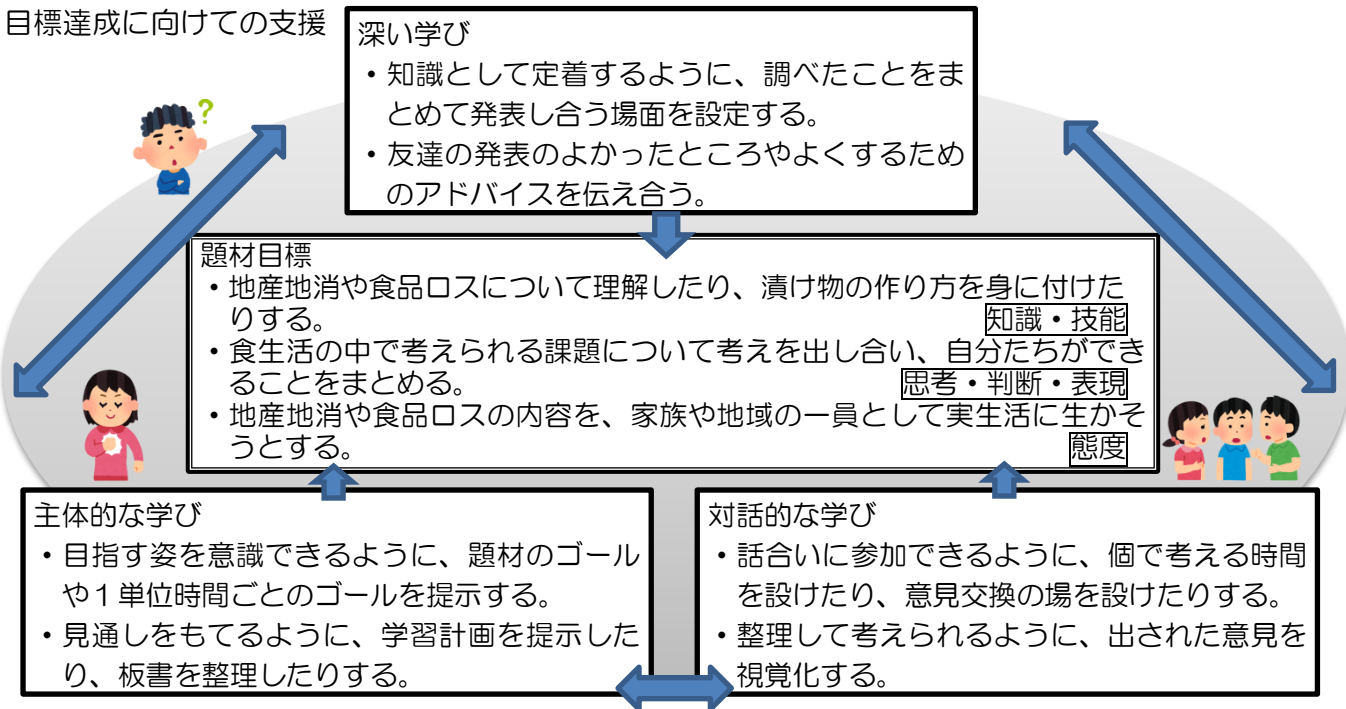 目標達成に向けての支援
深い学び
・知識として定着するように、調べたことをま
とめて発表し合う場面を設定する。
・友達の発表のよかったところやよくするため
のアドバイスを伝え合う。
題材目標
・地産地消や食品ロスについて理解したり、漬け物の作り方を身に付けた
りする。 知識・技能
・食生活の中で考えられる課題について考えを出し合い、自分たちができ
ることをまとめる。 思考・判断・表現
・地産地消や食品ロスの内容を、家族や地域の一員として実生活に生かそ
うとする。 態度
主体的な学び
・目指す姿を意識できるように、題材のゴール
や１単位時間ごとのゴールを提示する。
・見通しをもてるように、学習計画を提示した
り、板書を整理したりする。
対話的な学び
・話合いに参加できるように、個で考える時間
を設けたり、意見交換の場を設けたりする。
・整理して考えられるように、出された意見を
視覚化する。